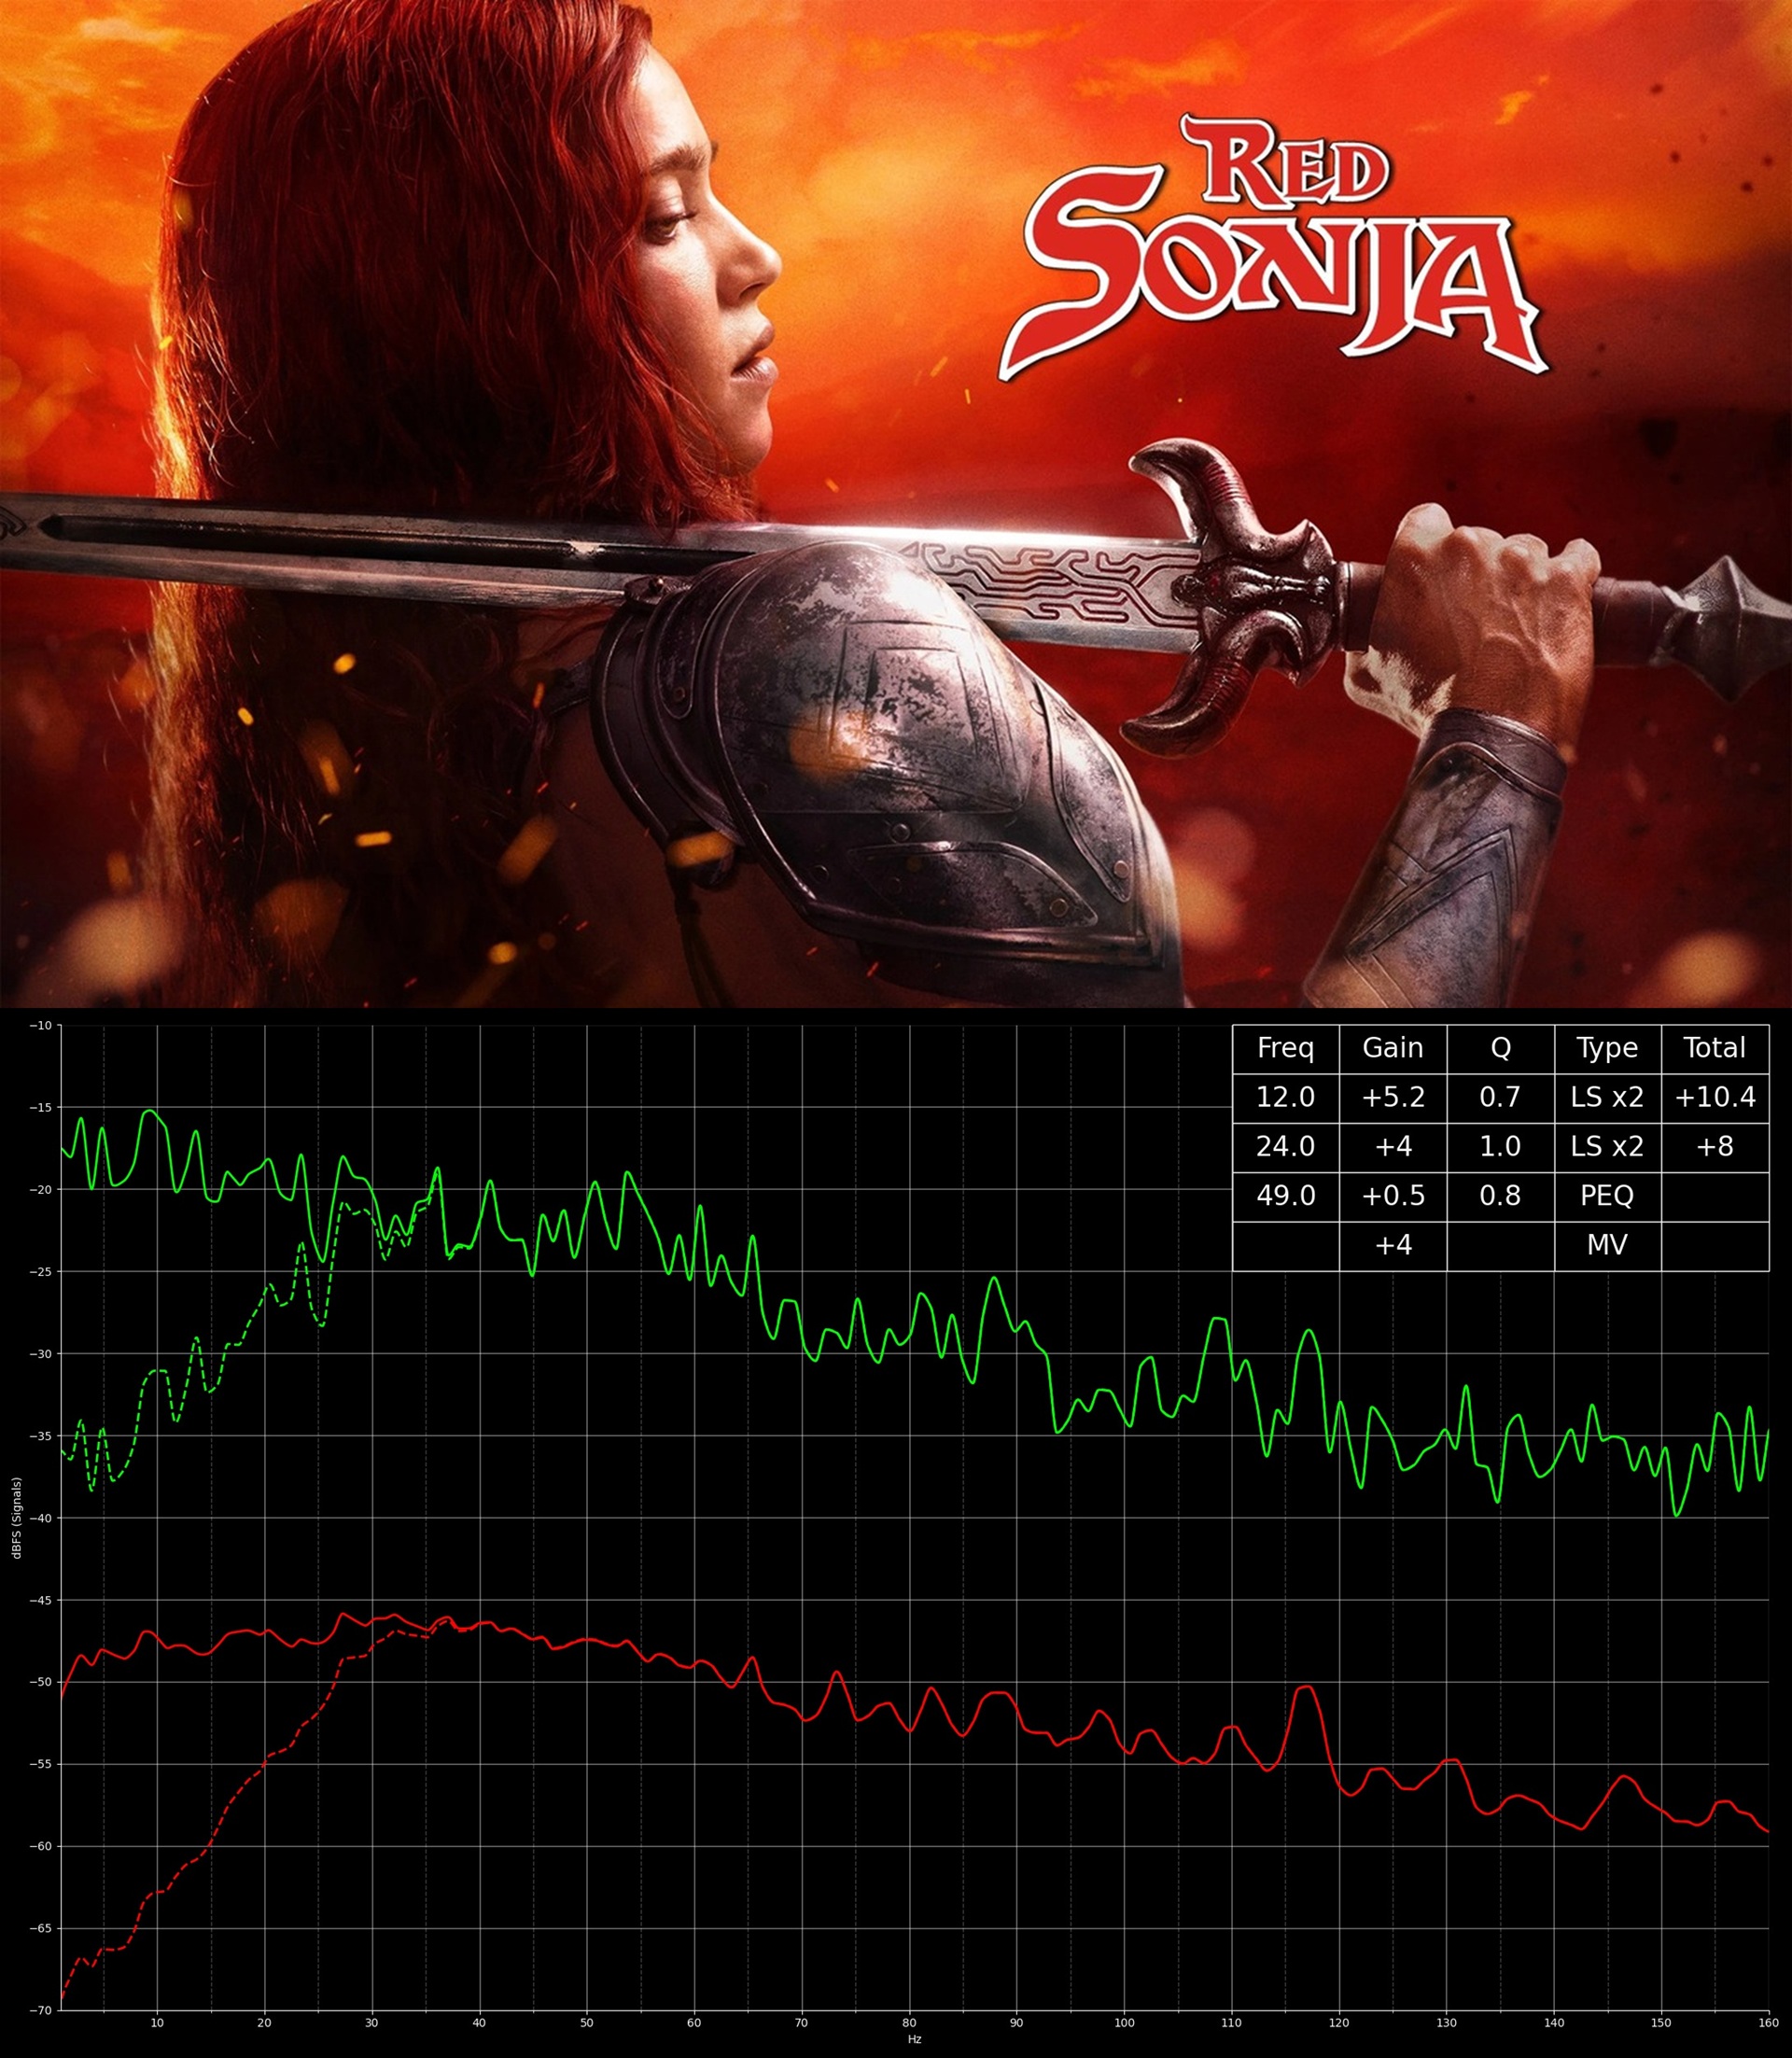 RED
SONJA
Freq Gain Q Type Total
12.0 +5.2 0.7 LS x2 +10.4
24.0 +4 1.0 LS x2 +8
49.0 +0.5 0.8 PEQ
+4 MV
−10
−15
−20
−25
−30
−35
−40
−45
−50
−55
−60
−65
−70
dBFS (Signals)
10 20 30 40 50 60 70 80 90 100 110 120 130 140 150 160
Hz